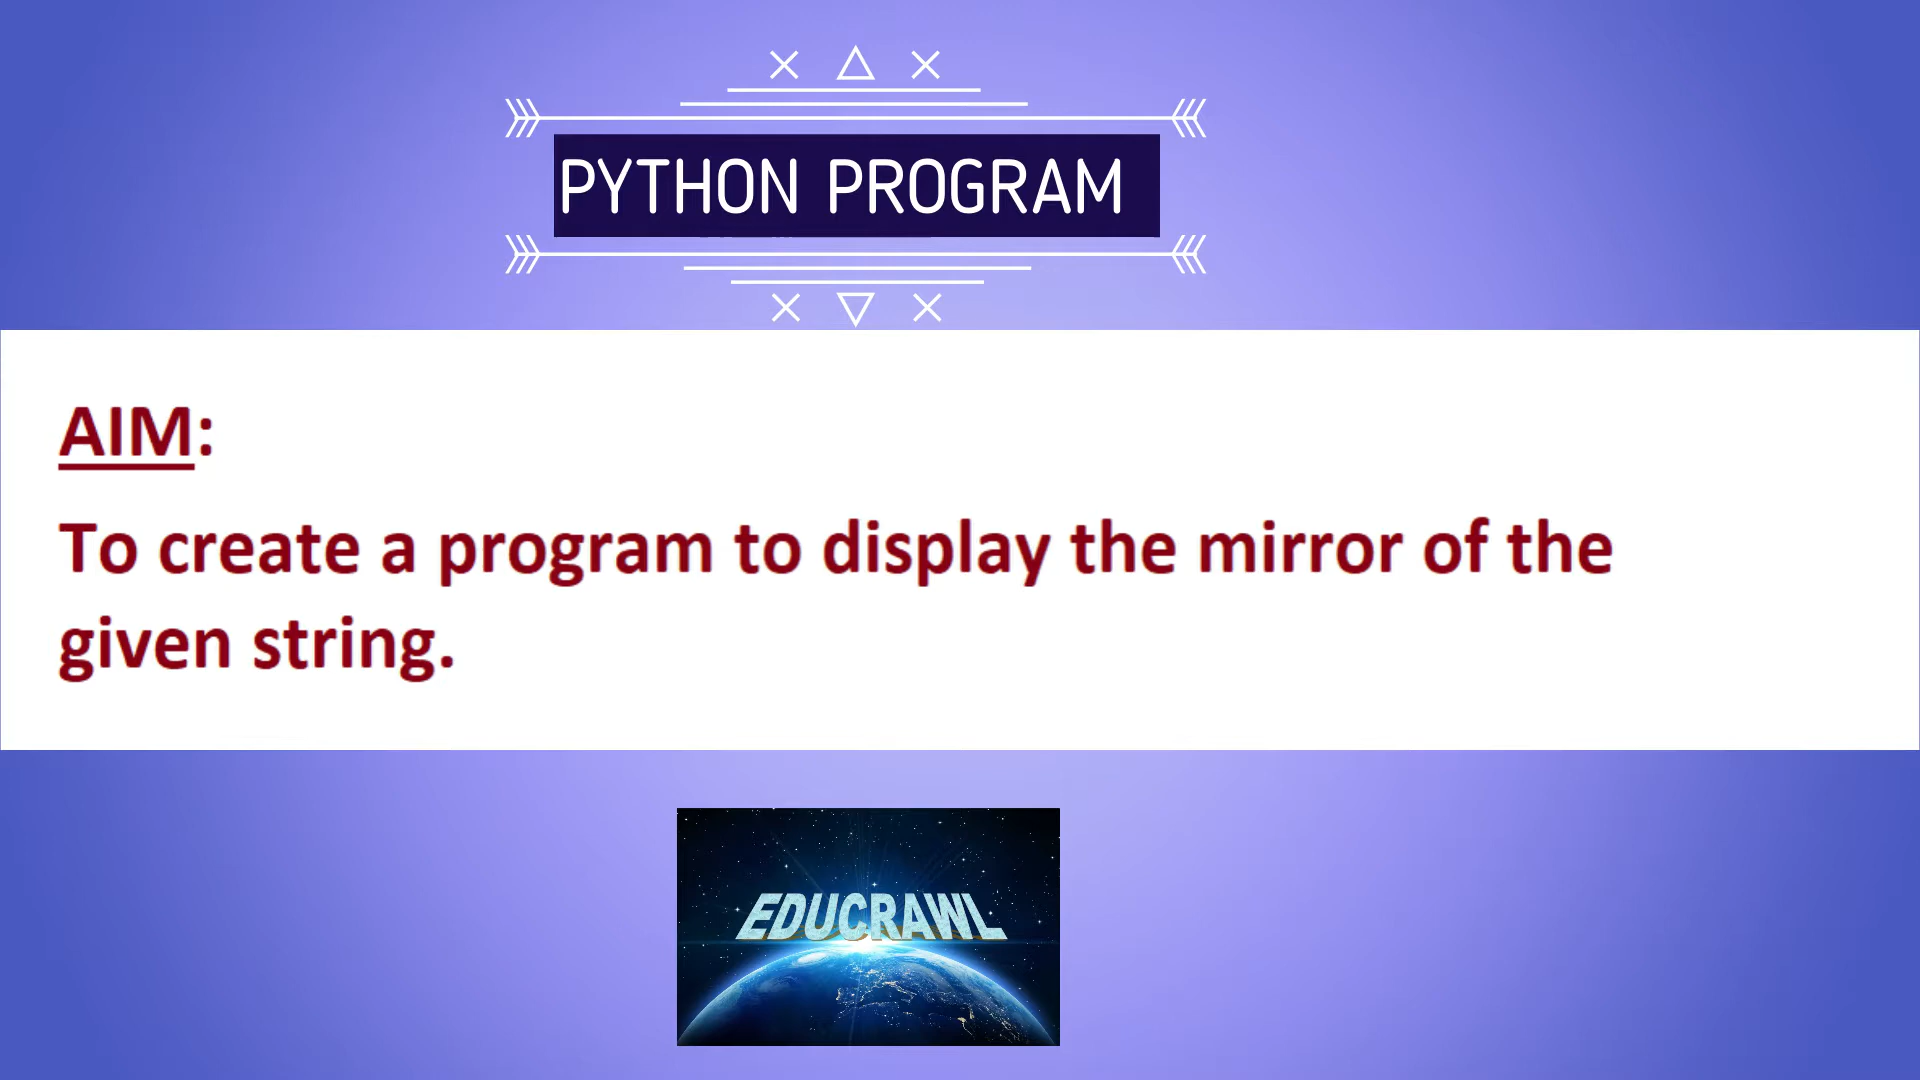 PYTHON PROGRAM
AIM:
To create a program to display the mirror of the
given string.
EDUCRAWL